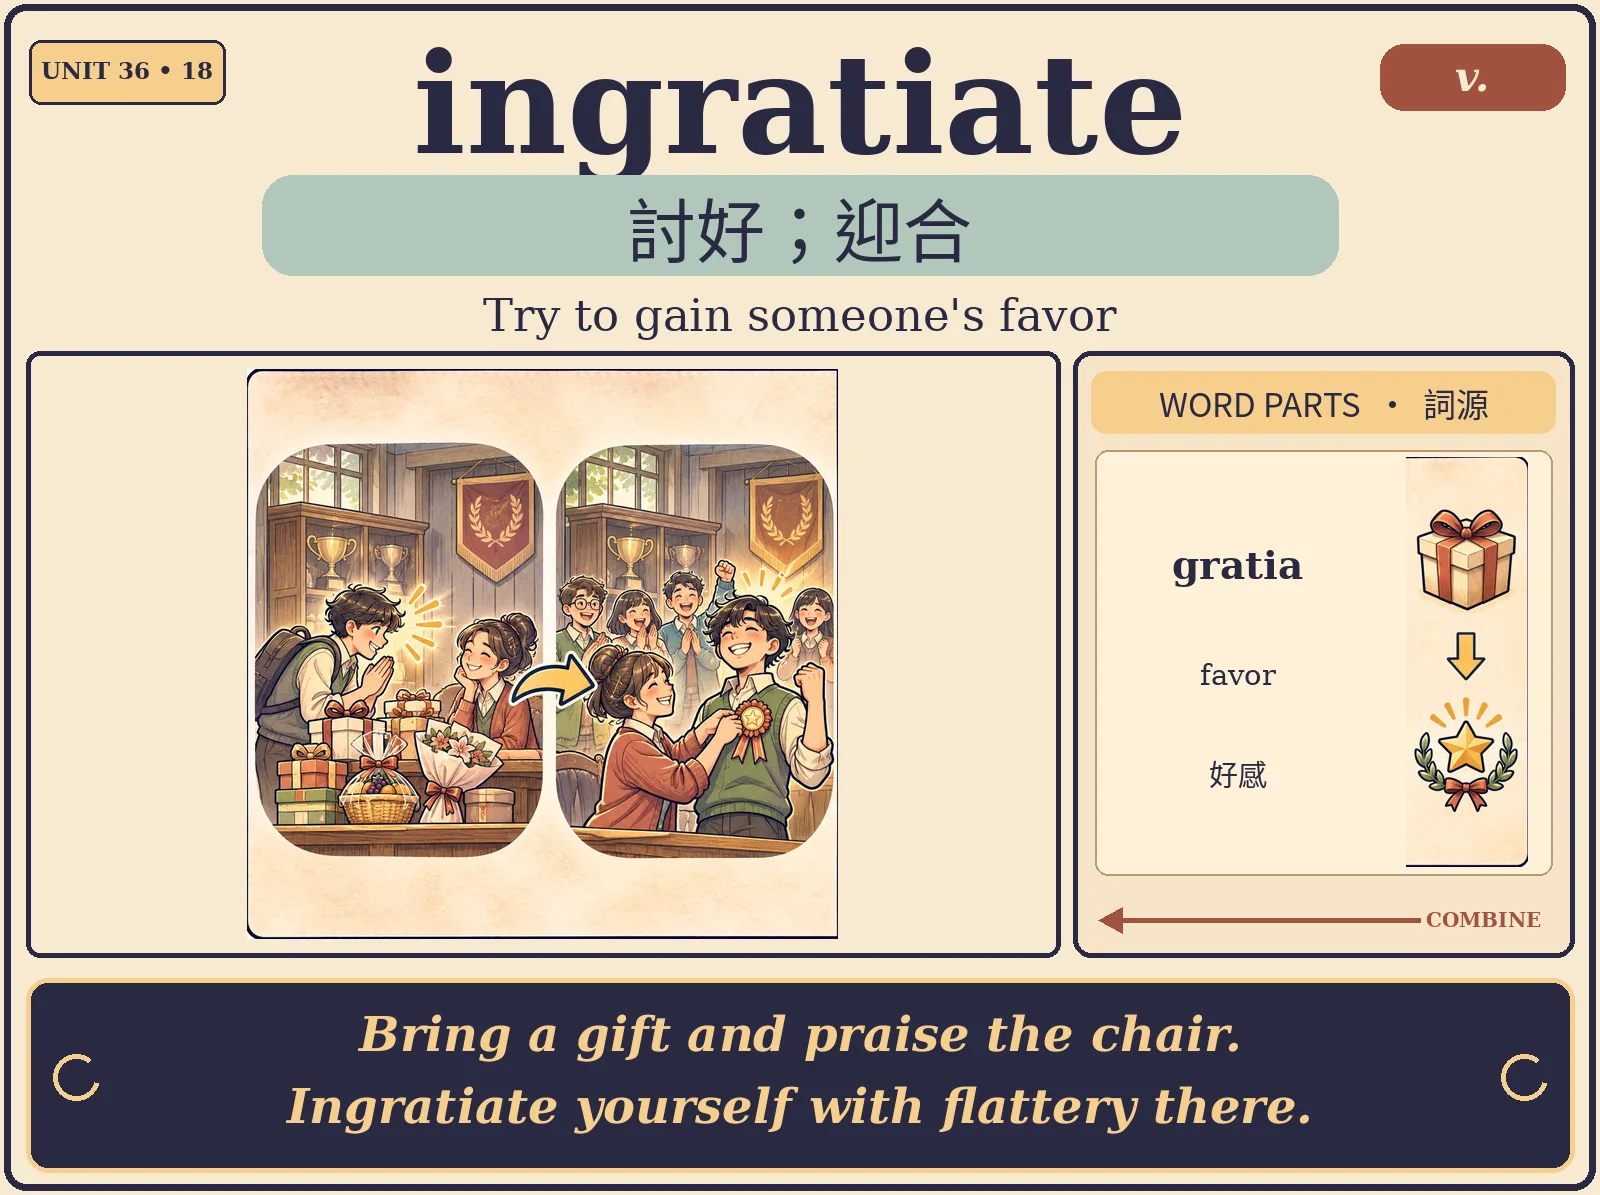 UNIT 36 • 18
ingratiate
v.
討好；迎合
Try to gain someone's favor
WORD PARTS · 詞源
gratia
favor
好感
COMBINE
Bring a gift and praise the chair.
Ingratiate yourself with flattery there.